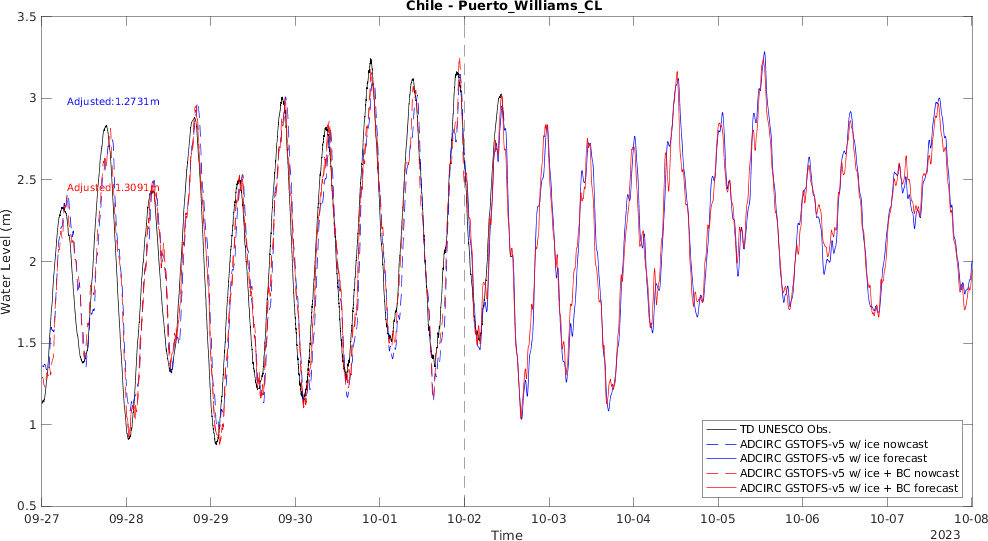 Chile - Puerto_Williams_CL
3.5
3
2.5
2
1.5
1
0.5
Water Level (m)
Adjusted:1.2731m
Adjusted:1.3091m
TD UNESCO Obs.
ADCIRC GSTOFS-v5 w/ ice nowcast
ADCIRC GSTOFS-v5 w/ ice forecast
ADCIRC GSTOFS-v5 w/ ice + BC nowcast
ADCIRC GSTOFS-v5 w/ ice + BC forecast
09-27 09-28 09-29 09-30 10-01 10-02 10-03 10-04 10-05 10-06 10-07 10-08
Time
2023